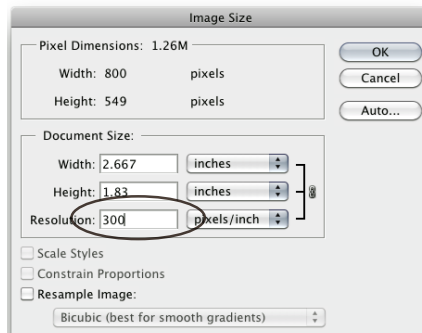 Image Size
Pixel Dimensions: 1.26M
OK
Width: 800 pixels
Cancel
Height: 549 pixels
Auto...
Document Size:
Width: 2.667 inches
Height: 1.83 inches
Resolution: 300 pixels/inch
Scale Styles
Constrain Proportions
Resample Image:
Bicubic (best for smooth gradients)